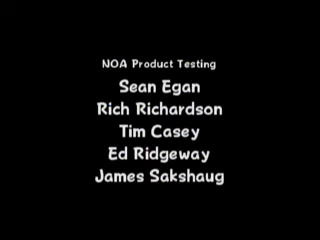 NOA Product Testing
Sean Egan
Rich Richardson
Tim Casey
Ed Ridgeway
James Sakshaug